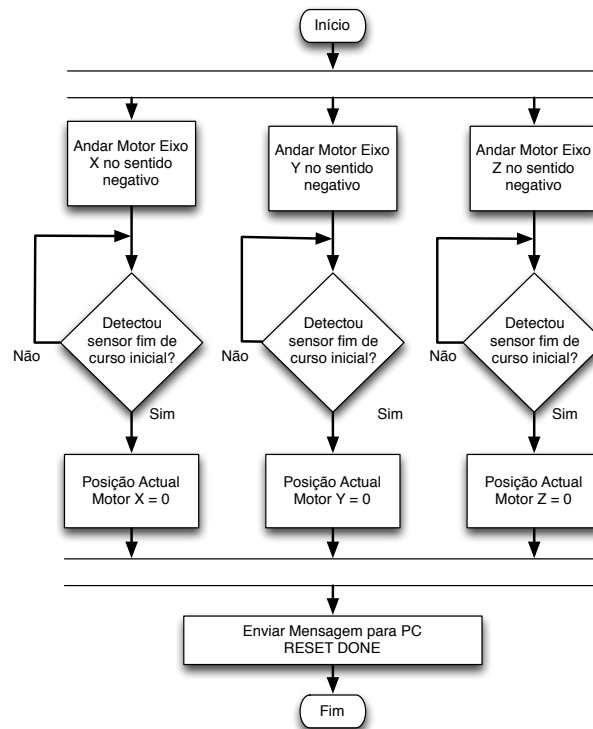 Início
Andar Motor Eixo
X no sentido
negativo
Andar Motor Eixo
Y no sentido
negativo
Andar Motor Eixo
Z no sentido
negativo
Detectou
sensor fim de
curso inicial?
Não
Sim
Detectou
sensor fim de
curso inicial?
Não
Sim
Detectou
sensor fim de
curso inicial?
Não
Sim
Posição Actual
Motor X = 0
Posição Actual
Motor Y = 0
Posição Actual
Motor Z = 0
Enviar Mensagem para PC
RESET DONE
Fim